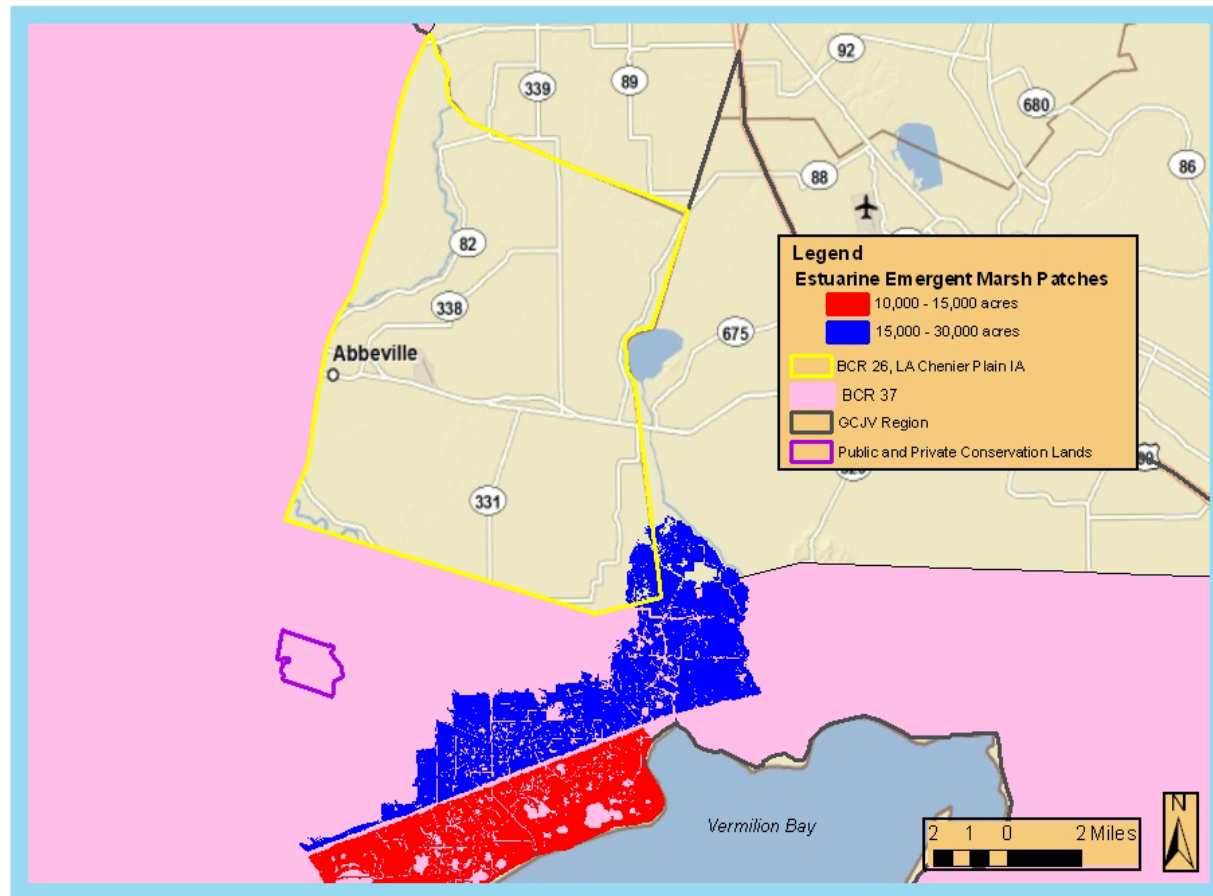 92
339
89
680
86
88
82
338
675
Abbeville
331
Legend
Estuarine Emergent Marsh Patches
10,000 - 15,000 acres
15,000 - 30,000 acres
BCR 26, LA Chenier Plain IA
BCR 37
GCJV Region
Public and Private Conservation Lands
Vermilion Bay
2 1 0 2 Miles
N